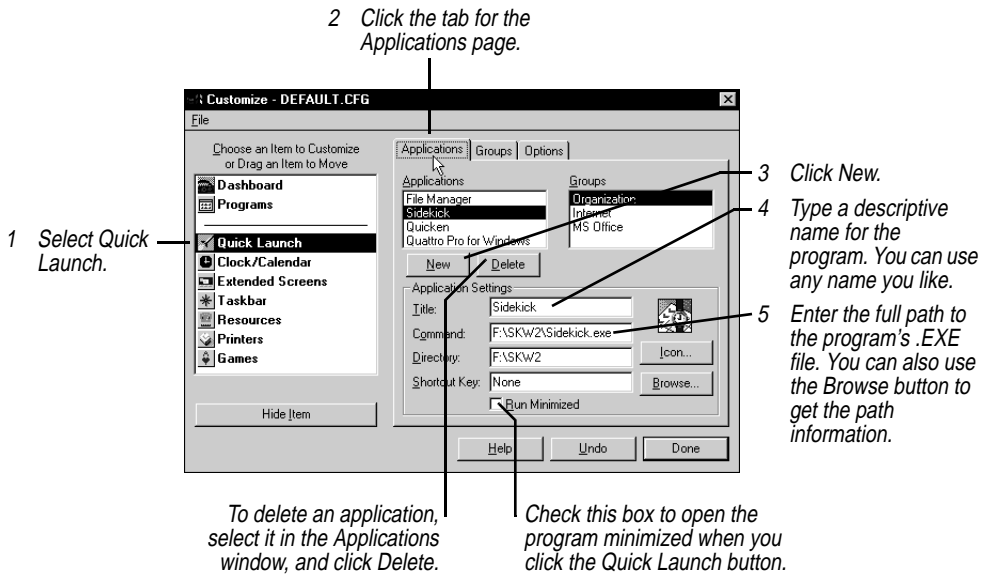 2 Click the tab for the
Applications page.
Customize - DEFAULT.CFG
File
Choose an Item to Customize
or Drag an Item to Move
Dashboard
Programs
Quick Launch
Clock/Calendar
Extended Screens
Taskbar
Resources
Printers
Games
Hide Item
Applications Groups Options
Applications
File Manager
Sidekick
Quicken
Quattro Pro for Windows
Groups
Organization
Internet
MS Office
New Delete
Application Settings
Title: Sidekick
Command: F:\SKW2\Sidekick.exe
Directory: F:\SKW2
Shortcut Key: None
Run Minimized
Icon...
Browse...
Help Undo Done
1 Select Quick
Launch.
3 Click New.
4 Type a descriptive
name for the
program. You can use
any name you like.
5 Enter the full path to
the program's .EXE
file. You can also use
the Browse button to
get the path
information.
To delete an application,
select it in the Applications
window, and click Delete.
Check this box to open the
program minimized when you
click the Quick Launch button.